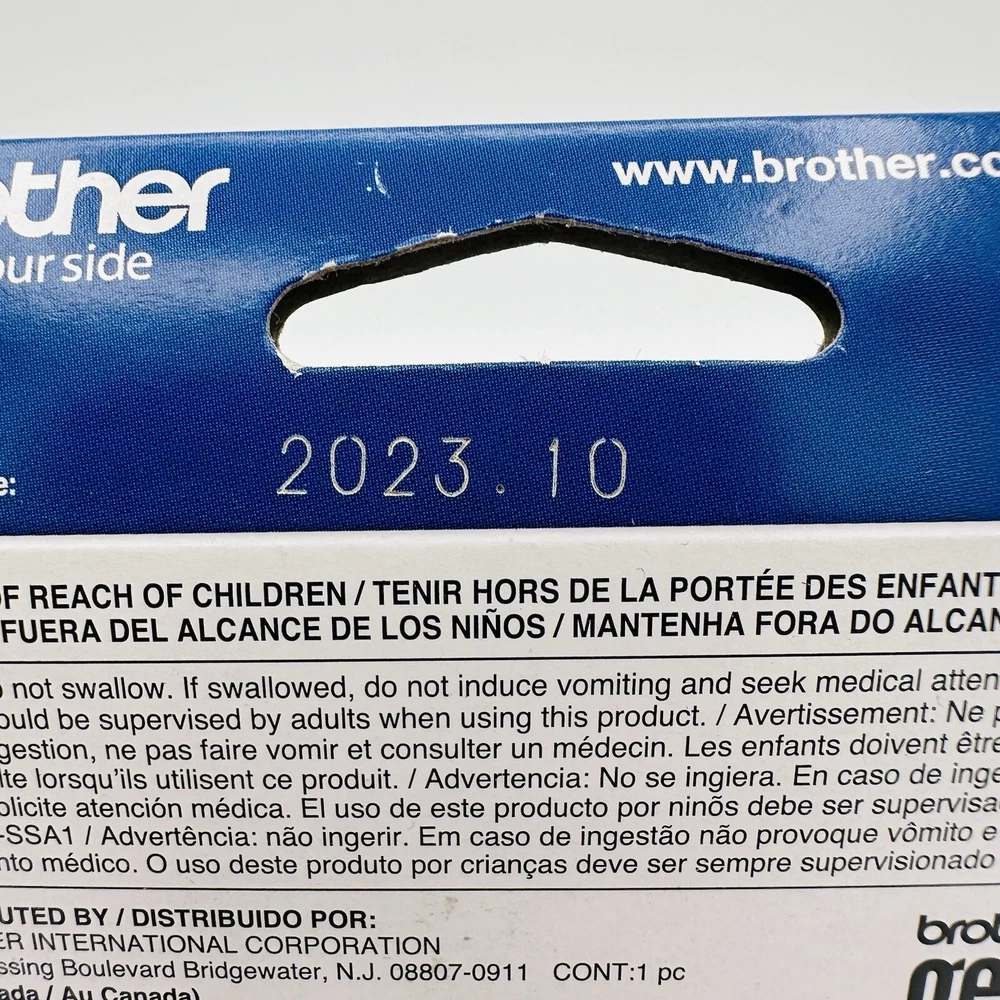 other www.brother.co
our side
2023.10
e:
OF REACH OF CHILDREN / TENIR HORS DE LA PORTÉE DES ENFANT
FUERA DEL ALCANCE DE LOS NIÑOS / MANTENHA FORA DO ALCAN
o not swallow. If swallowed, do not induce vomiting and seek medical atten
ould be supervised by adults when using this product. / Avertissement: Ne p
gestion, ne pas faire vomir et consulter un médecin. Les enfants doivent être
lte lorsqu'ils utilisent ce produit. / Advertencia: No se ingiera. En caso de inge
olicite atención médica. El uso de este producto por ninõs debe ser supervisa
-SSA1 / Advertência: não ingerir. Em caso de ingestão não provoque vômito e
nto médico. O uso deste produto por crianças deve ser sempre supervisionado
UTED BY / DISTRIBUIDO POR:
ER INTERNATIONAL CORPORATION
ssing Boulevard Bridgewater, N.J. 08807-0911 CONT:1 pc
ada / Au Canada)
brot